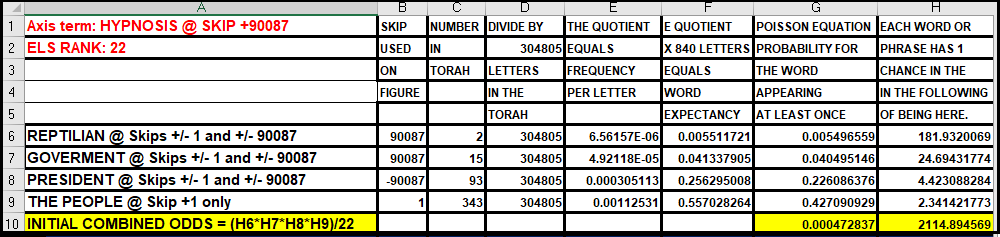 A B C D E F G H
1 Axis term: HYPNOSIS @ SKIP +90087 SKIP NUMBER DIVIDE BY THE QUOTIENT E QUOTIENT POISSON EQUATION EACH WORD OR
2 ELS RANK: 22 USED IN 304805 EQUALS X 840 LETTERS PROBABILITY FOR PHRASE HAS 1
3 ON TORAH LETTERS FREQUENCY EQUALS THE WORD CHANCE IN THE
4 FIGURE IN THE PER LETTER WORD APPEARING IN THE FOLLOWING
5 TORAH EXPECTANCY AT LEAST ONCE OF BEING HERE.
6 REPTILIAN @ Skips +/- 1 and +/- 90087 90087 2 304805 6.56157E-06 0.005511721 0.005496559 181.9320069
7 GOVERMENT @ Skips +/- 1 and +/- 90087 90087 15 304805 4.92118E-05 0.041337905 0.040495146 24.69431774
8 PRESIDENT @ Skips +/- 1 and +/- 90087 -90087 93 304805 0.000305113 0.256295008 0.226086376 4.423088284
9 THE PEOPLE @ Skip +1 only 1 343 304805 0.00112531 0.557028264 0.427090929 2.341421773
10 INITIAL COMBINED ODDS = (H6*H7*H8*H9)/22 0.000472837 2114.894569